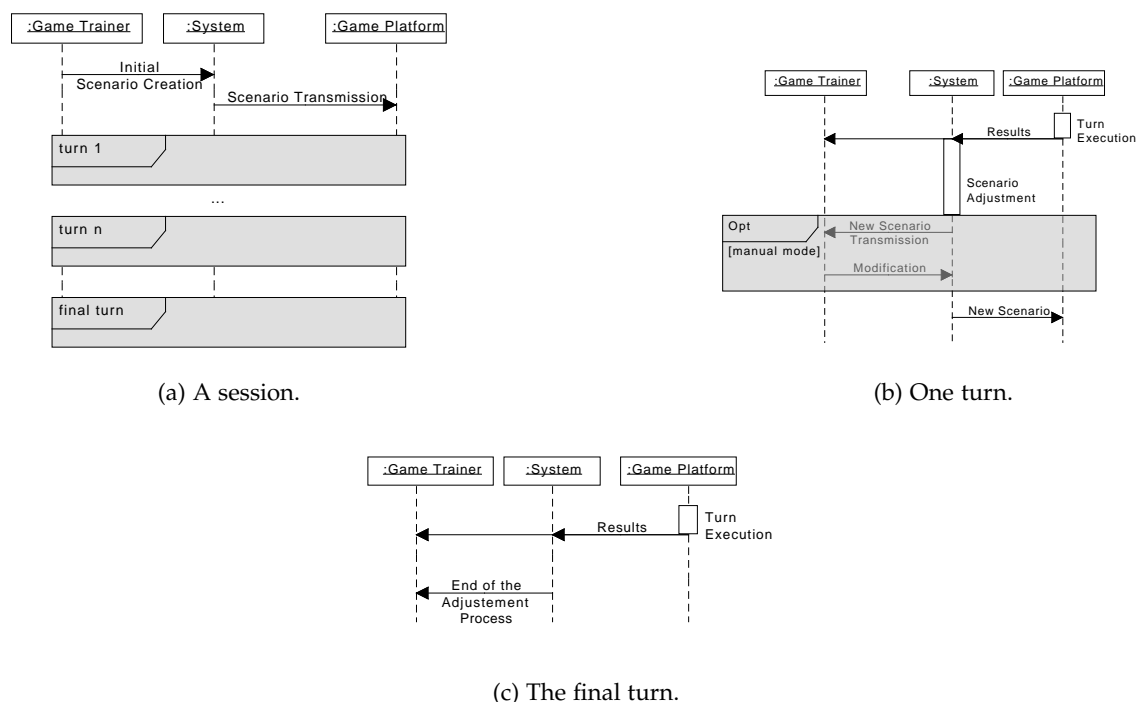 :Game Trainer
:System
:Game Platform
Initial
Scenario Creation
Scenario Transmission
turn 1
...
turn n
final turn
(a) A session.
:Game Trainer
:System
:Game Platform
Turn
Execution
Results
Scenario
Adjustment
Opt
[manual mode]
New Scenario
Transmission
Modification
New Scenario
(b) One turn.
:Game Trainer
:System
:Game Platform
Turn
Execution
Results
End of the
Adjustement
Process
(c) The final turn.